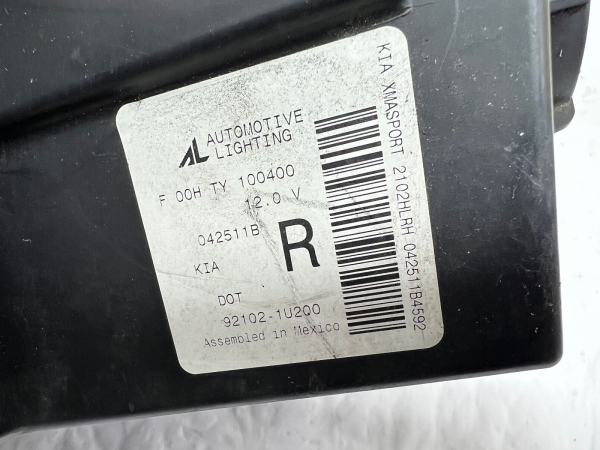 AL AUTOMOTIVE
LIGHTING
F 00H TY 100400
12.0 V
042511B
R
KIA
DOT
92102-1U200
Assembled in Mexico
KIA XMASPORT 2102HLRH 042511B4592